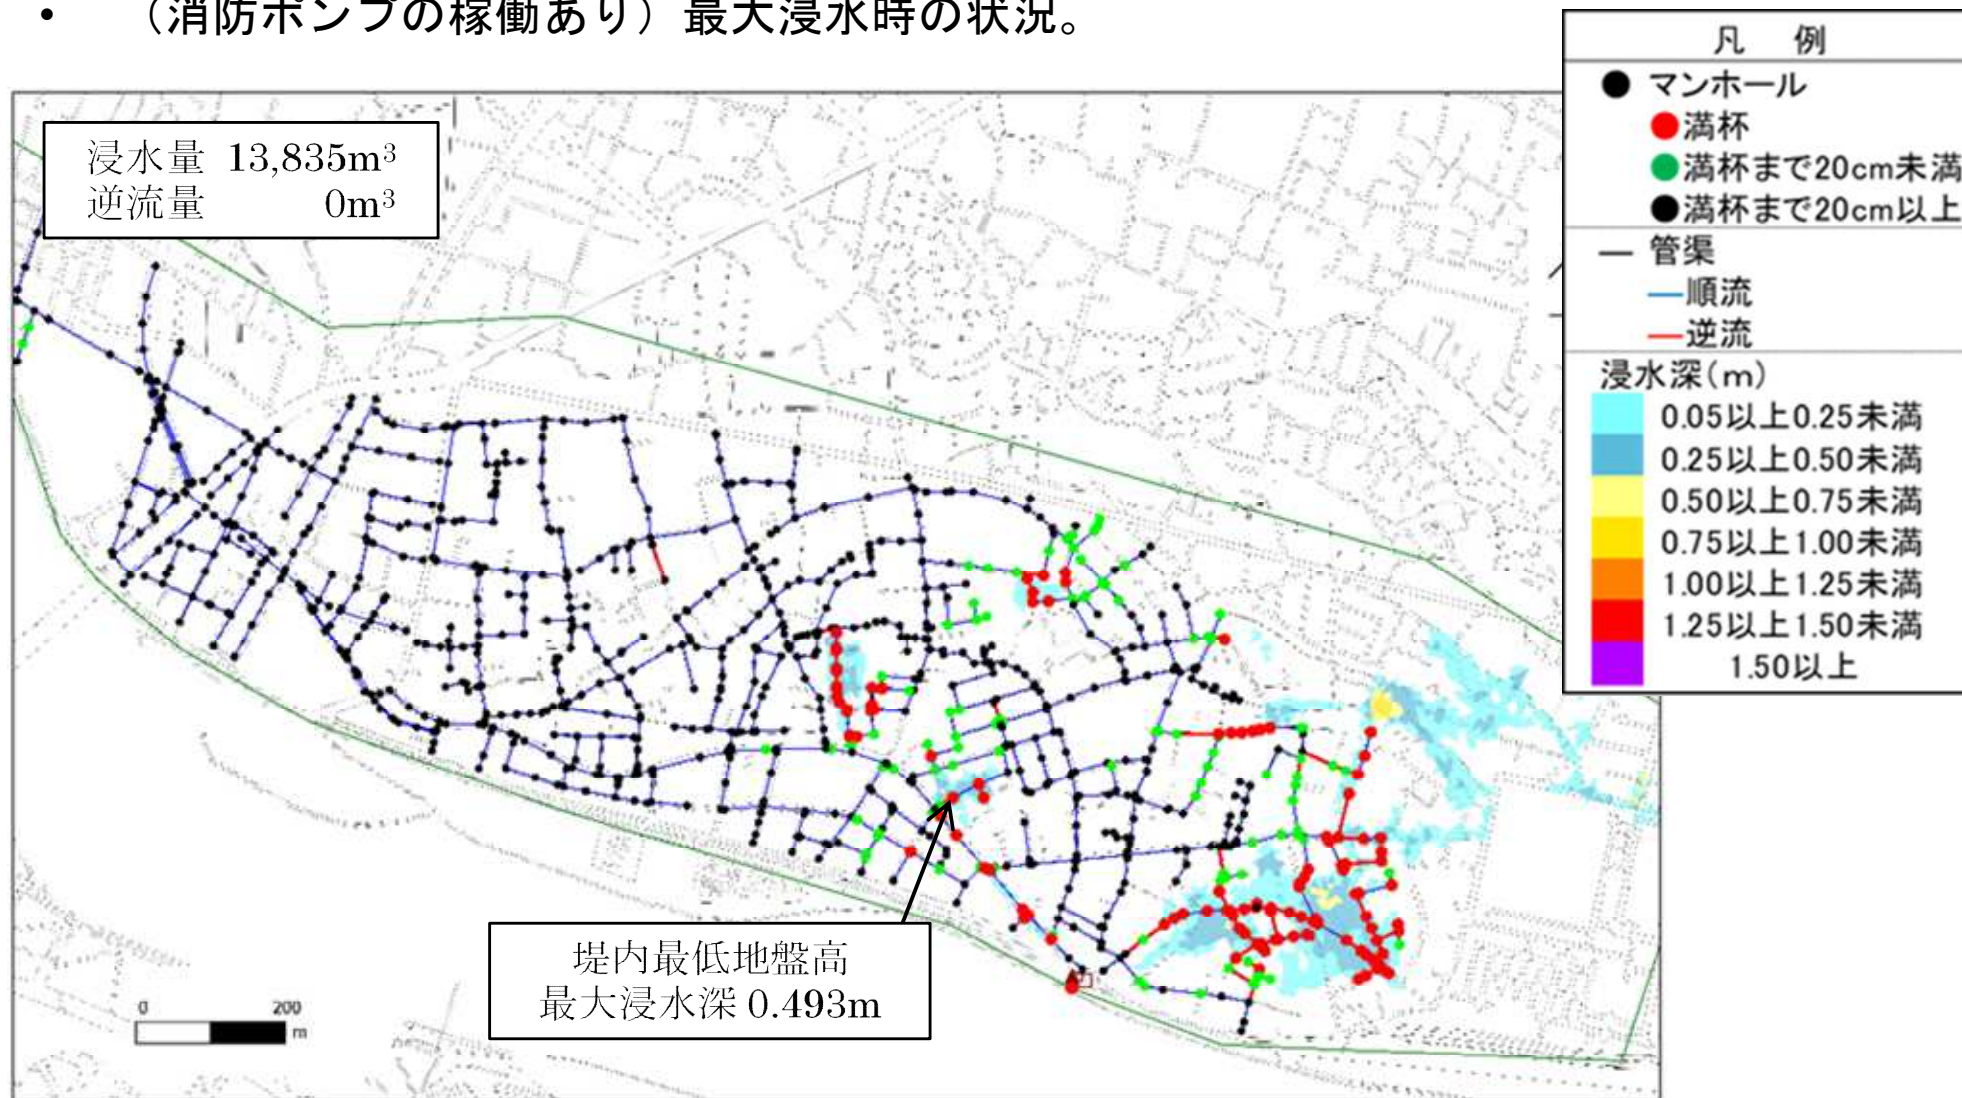 • （消防ポンプの稼働あり）最大浸水時の状況。
浸水量 13,835m³
逆流量 0m³
凡 例
● マンホール
●満杯
●満杯まで20cm未満
●満杯まで20cm以上
— 管渠
—順流
—逆流
浸水深(m)
0.05以上0.25未満
0.25以上0.50未満
0.50以上0.75未満
0.75以上1.00未満
1.00以上1.25未満
1.25以上1.50未満
1.50以上
堤内最低地盤高
最大浸水深 0.493m
0 200
m